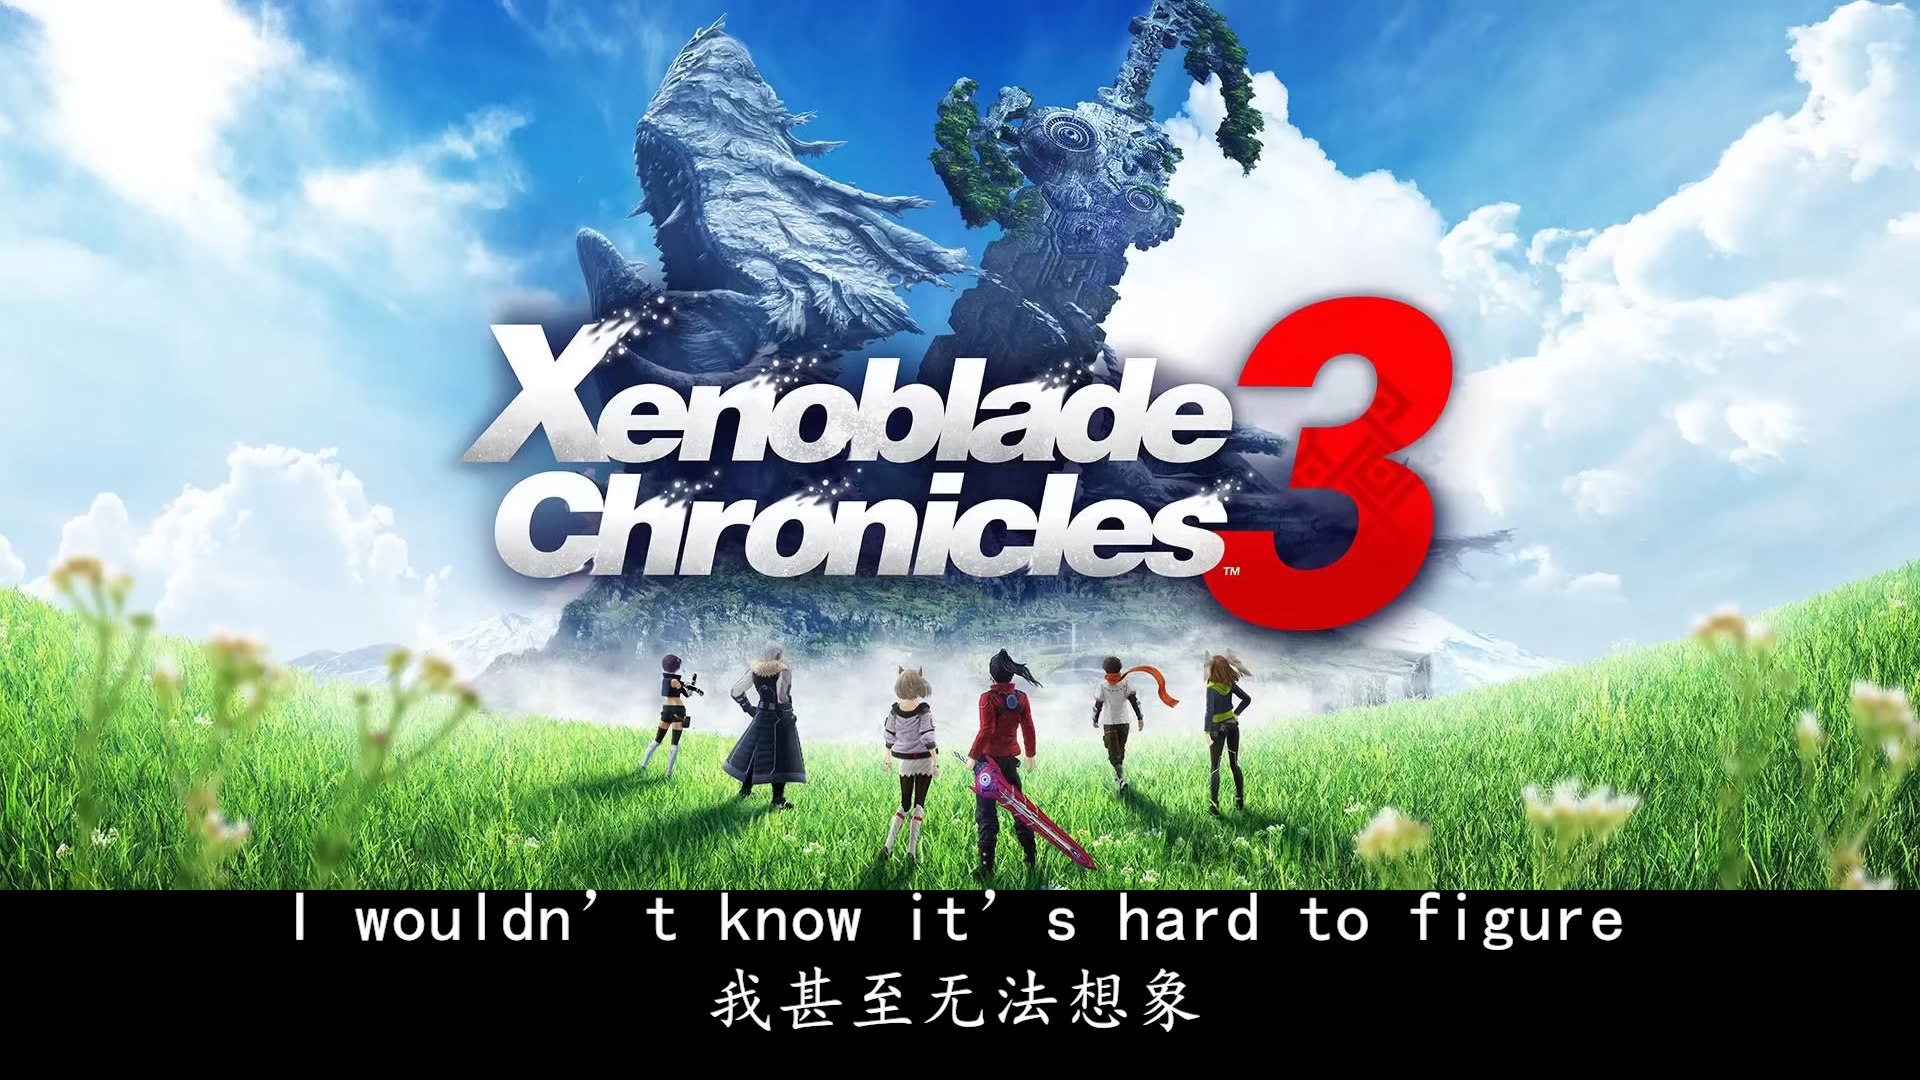 Xenoblade
Chronicles 3
™
I wouldn’t know it’s hard to figure
我甚至无法想象